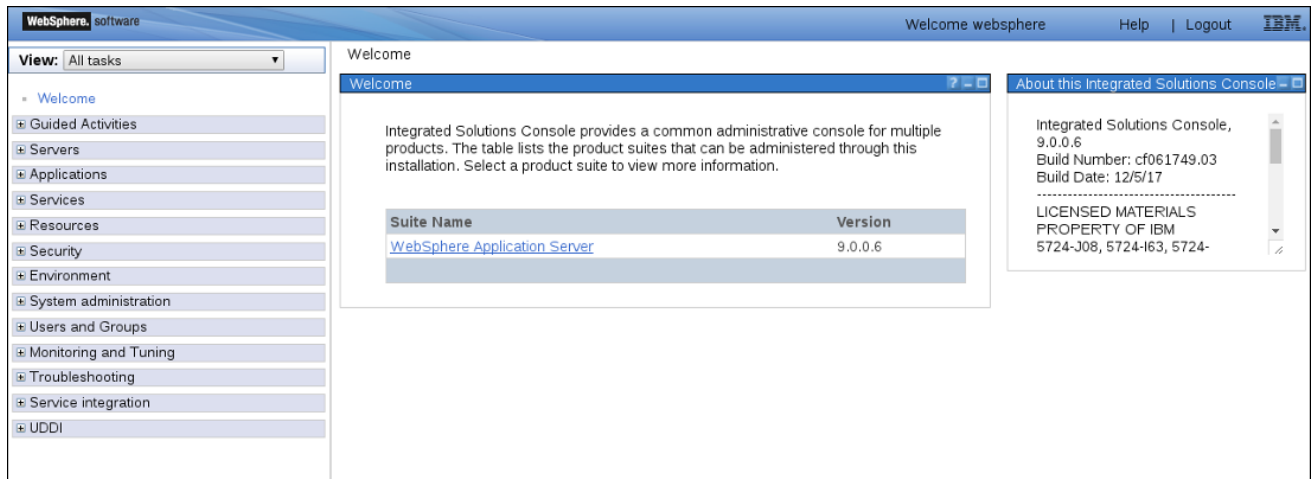 WebSphere. software
Welcome websphere Help | Logout IBM.
View: All tasks
Welcome
Guided Activities
Servers
Applications
Services
Resources
Security
Environment
System administration
Users and Groups
Monitoring and Tuning
Troubleshooting
Service integration
UDDI
Welcome
Welcome
Integrated Solutions Console provides a common administrative console for multiple
products. The table lists the product suites that can be administered through this
installation. Select a product suite to view more information.
Suite Name Version
WebSphere Application Server 9.0.0.6
About this Integrated Solutions Console
Integrated Solutions Console,
9.0.0.6
Build Number: cf061749.03
Build Date: 12/5/17
----------------------------------------
LICENSED MATERIALS
PROPERTY OF IBM
5724-J08, 5724-I63, 5724-